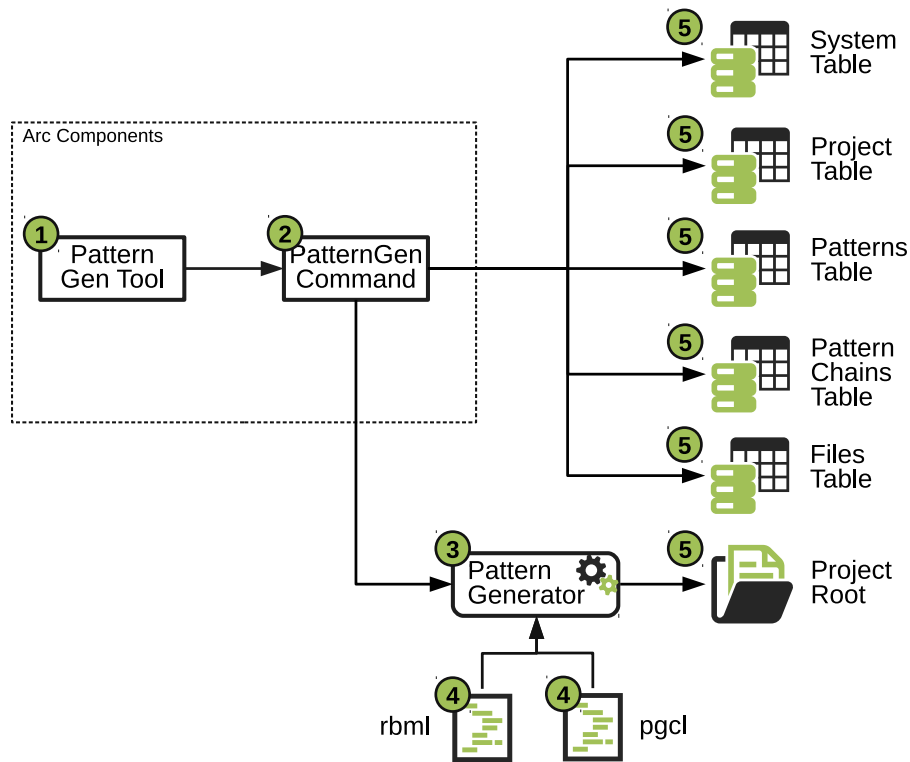 5
System
Table
Arc Components
5
Project
Table
1
Pattern
Gen Tool
2
PatternGen
Command
5
Patterns
Table
5
Pattern
Chains
Table
5
Files
Table
3
Pattern
Generator
5
Project
Root
4
rbml
4
pgcl